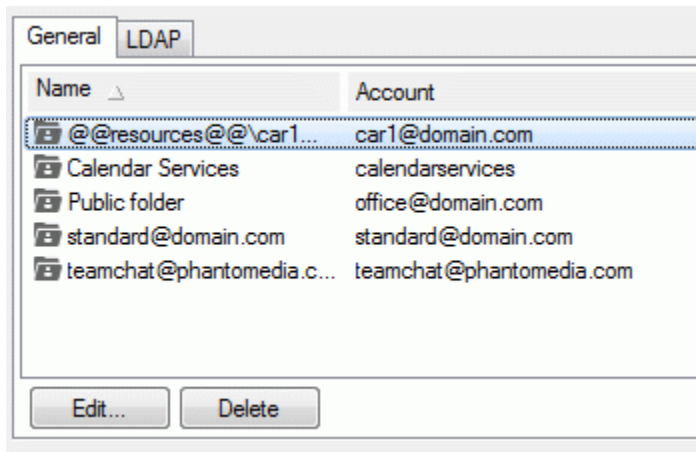 General LDAP
Name Account
@@resources@@\car1... car1@domain.com
Calendar Services calendarservices
Public folder office@domain.com
standard@domain.com standard@domain.com
teamchat@phantomedia.c... teamchat@phantomedia.com
Edit... Delete